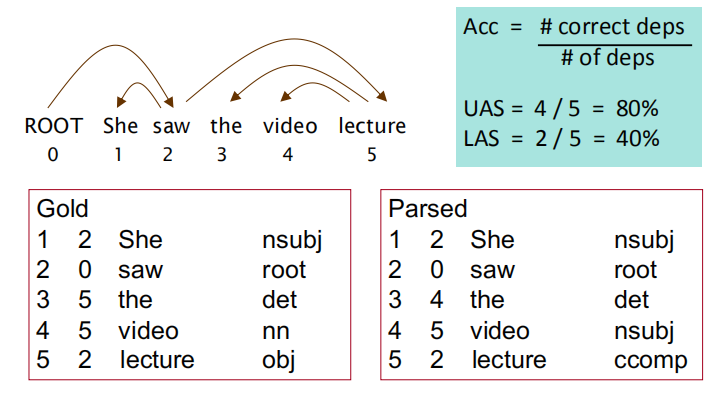 Acc = # correct deps
# of deps
UAS = 4 / 5 = 80%
LAS = 2 / 5 = 40%
ROOT She saw the video lecture
0 1 2 3 4 5
Gold
1 2 She nsubj
2 0 saw root
3 5 the det
4 5 video nn
5 2 lecture obj
Parsed
1 2 She nsubj
2 0 saw root
3 4 the det
4 5 video nsubj
5 2 lecture ccomp